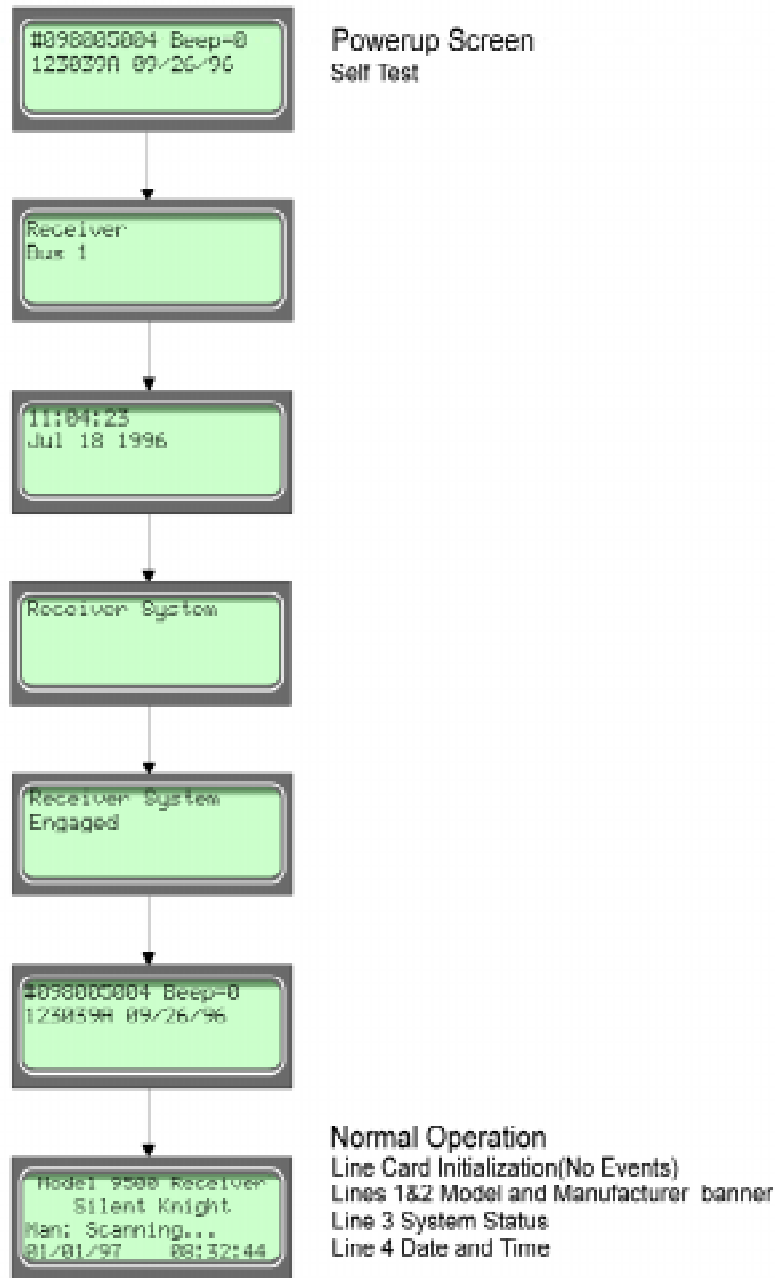 #098005004 Beep-0
123039A 09/26/96
Powerup Screen
Self Test
Receiver
Bus 1
11:04:23
Jul 18 1996
Receiver System
Receiver System
Engaged
#098005004 Beep-0
123039A 09/26/96
Model 9500 Receiver
Silent Knight
Man: Scanning...
01/01/97 08:32:44
Normal Operation
Line Card Initialization(No Events)
Lines 1&2 Model and Manufacturer banner
Line 3 System Status
Line 4 Date and Time